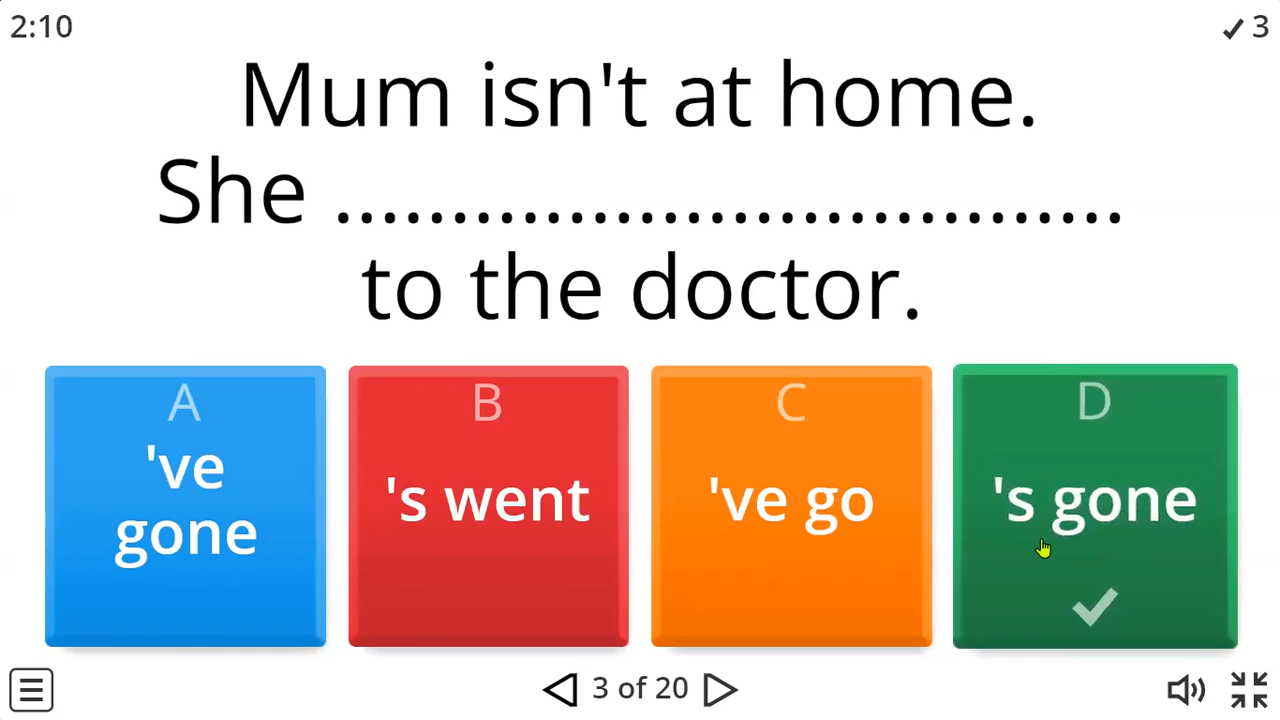 2:10
✓ 3
Mum isn't at home.
She .................................
to the doctor.
A
've
gone
B
's went
C
've go
D
's gone
3 of 20